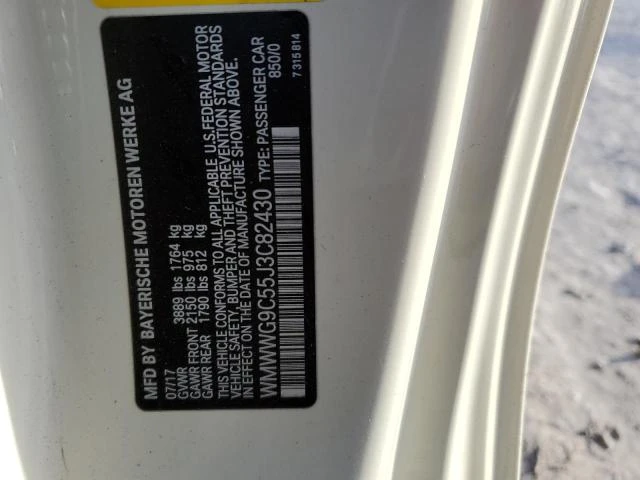 MFD BY BAYERISCHE MOTOREN WERKE AG
07/17
GVWR 3889 lbs 1764 kg
GAWR FRONT 2150 lbs 975 kg
GAWR REAR 1790 lbs 812 kg
THIS VEHICLE CONFORMS TO ALL APPLICABLE U.S. FEDERAL MOTOR
VEHICLE SAFETY, BUMPER AND THEFT PREVENTION STANDARDS
IN EFFECT ON THE DATE OF MANUFACTURE SHOWN ABOVE.
WMWWG9C55J3C82430 TYPE: PASSENGER CAR
850/0
7 315 814